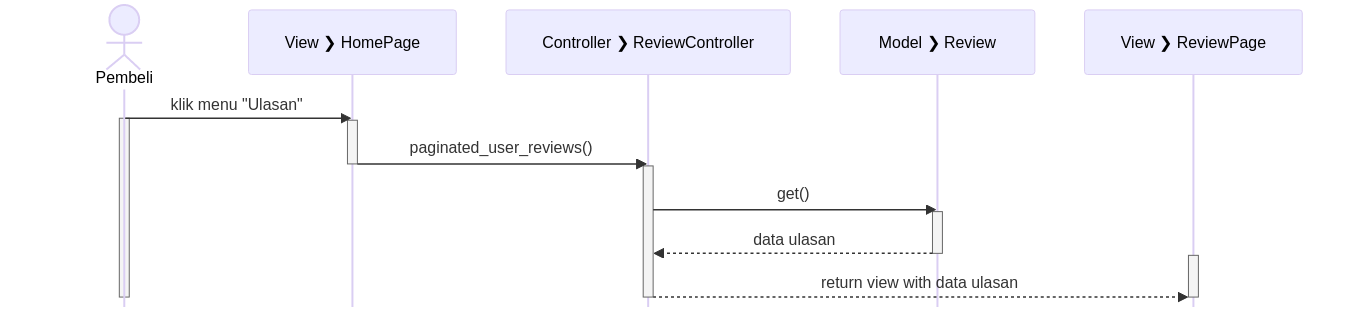 Pembeli
View ❯ HomePage
Controller ❯ ReviewController
Model ❯ Review
View ❯ ReviewPage
klik menu "Ulasan"
paginated_user_reviews()
get()
data ulasan
return view with data ulasan